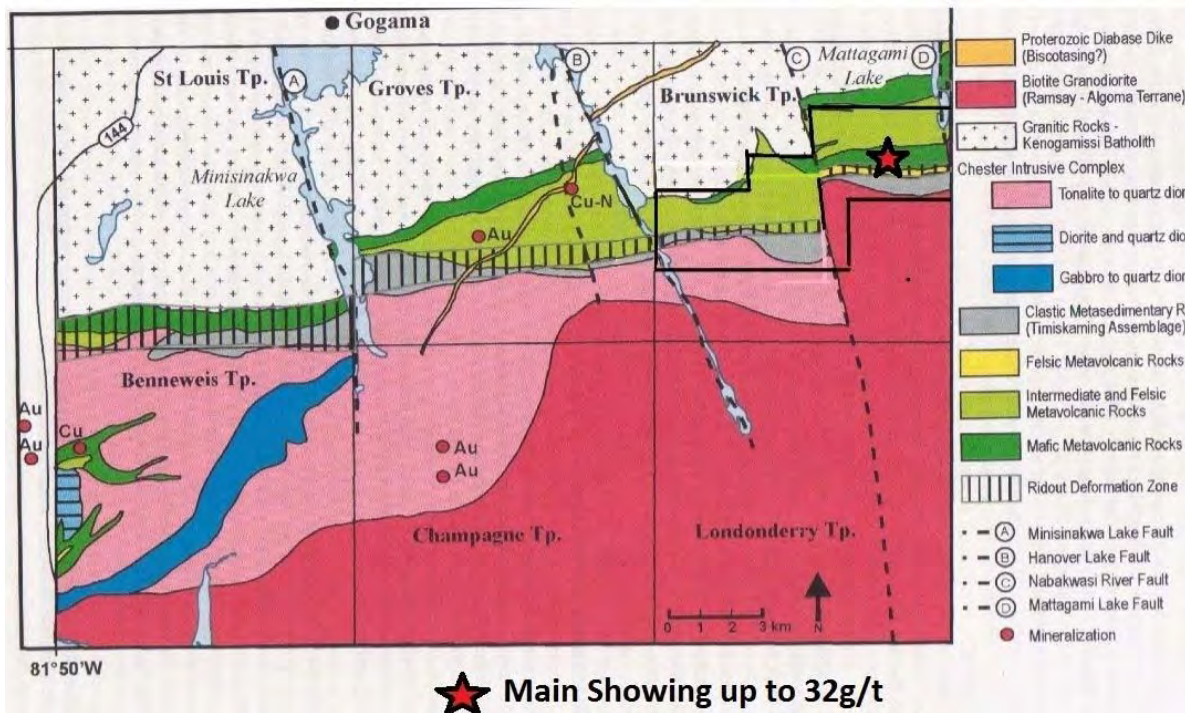 Gogama
St Louis Tp.
A
Groves Tp.
B
Brunswick Tp.
C
Mattagami
Lake
D
144
Minisinakwa
Lake
Cu-N
Au
Benneweis Tp.
Au
Au
Cu
Au
Au
Champagne Tp.
Londonderry Tp.
0 1 2 3 km
N
81°50'W
Main Showing up to 32g/t
Proterozoic Diabase Dike
(Biscotasing?)
Biotite Granodiorite
(Ramsay - Algoma Terrane)
Granitic Rocks -
Kenogamissi Batholith
Chester Intrusive Complex
Tonalite to quartz dior
Diorite and quartz dio
Gabbro to quartz dior
Clastic Metasedimentary R
(Timiskaming Assemblage)
Felsic Metavolcanic Rocks
Intermediate and Felsic
Metavolcanic Rocks
Mafic Metavolcanic Rocks
Ridout Deformation Zone
A Minisinakwa Lake Fault
B Hanover Lake Fault
C Nabakwasi River Fault
D Mattagami Lake Fault
Mineralization